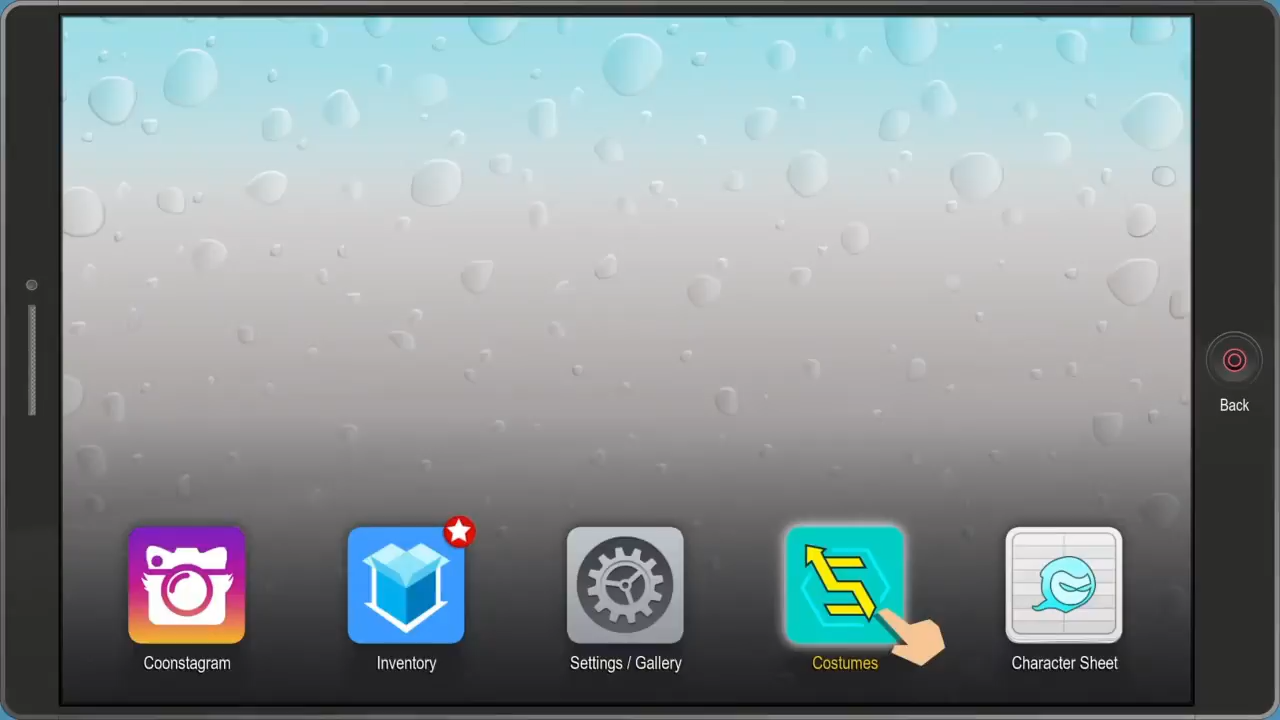 Back
Coonstagram
Inventory
Settings / Gallery
Costumes
Character Sheet